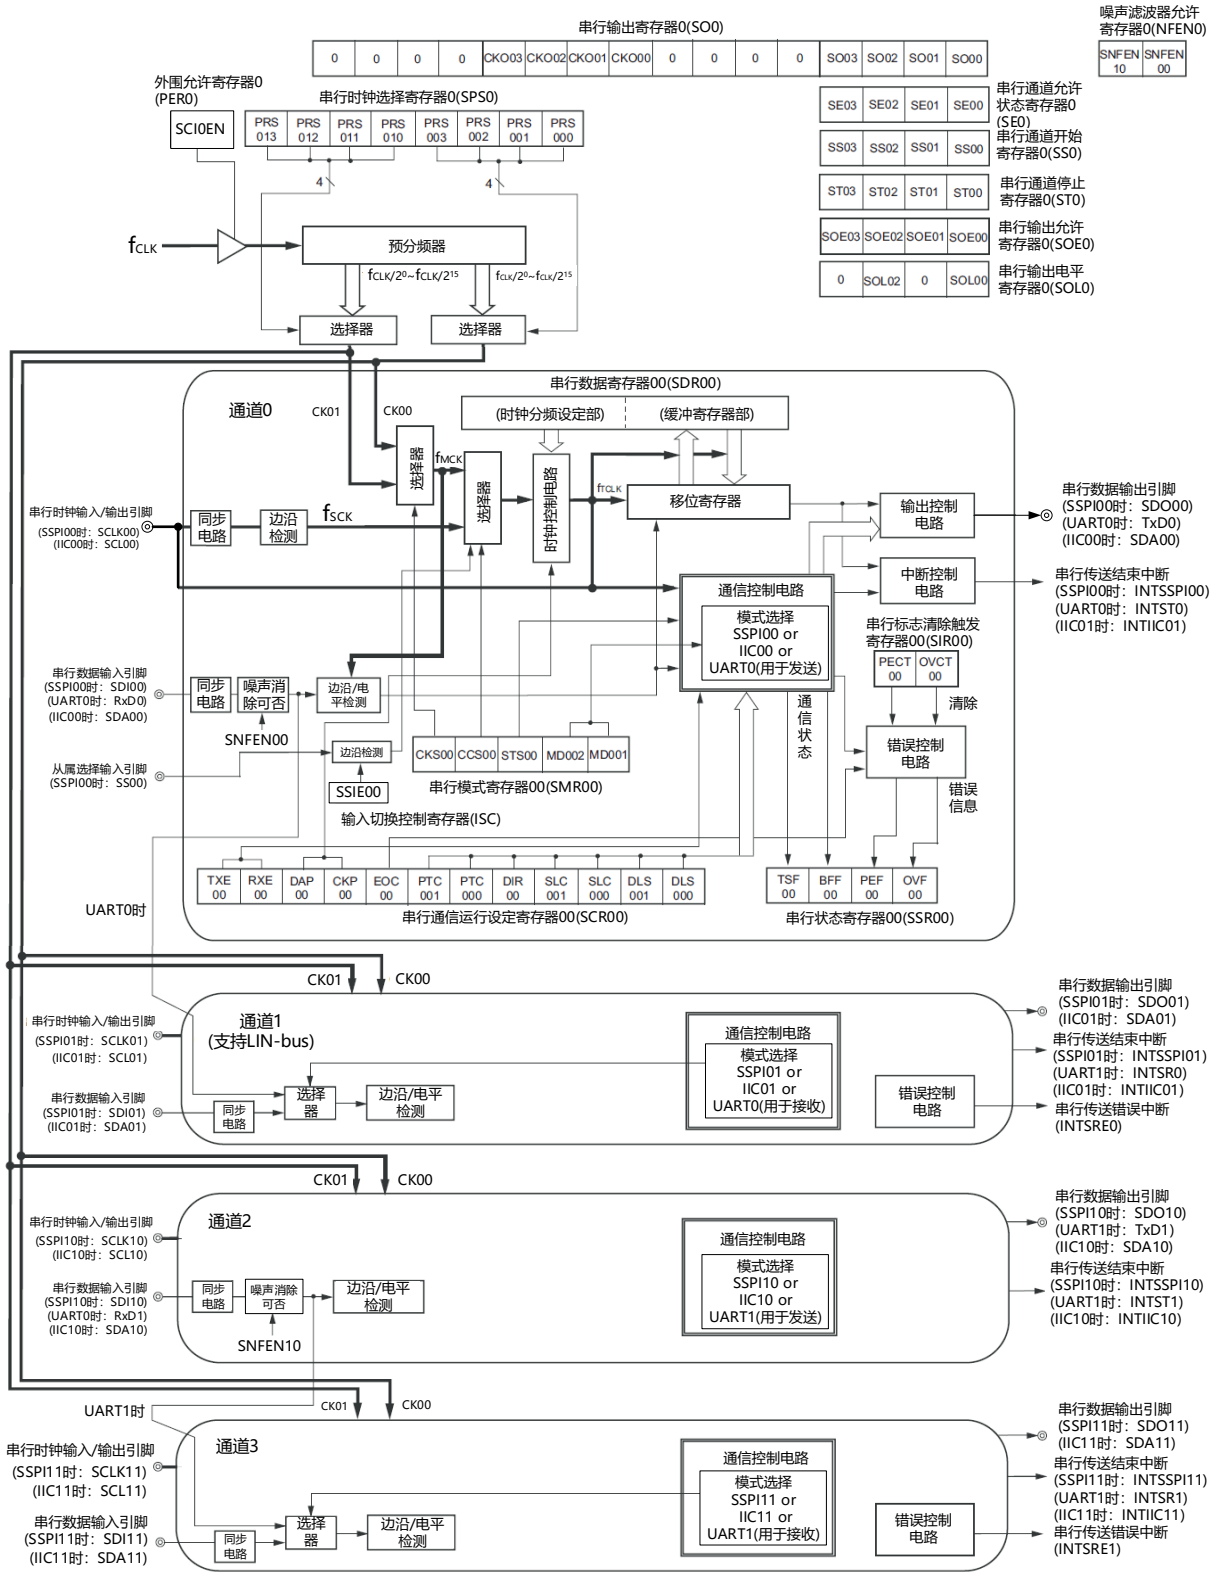 串行输出寄存器0(SO0)
0 0 0 0 CKO03 CKO02 CKO01 CKO00 0 0 0 0 SO03 SO02 SO01 SO00
噪声滤波器允许
寄存器0(NFEN0)
SNFEN 10 SNFEN 00
外围允许寄存器0
(PER0)
SCI0EN
串行时钟选择寄存器0(SPS0)
PRS 013 PRS 012 PRS 011 PRS 010 PRS 003 PRS 002 PRS 001 PRS 000
4
4
SE03 SE02 SE01 SE00
串行通道允许
状态寄存器0
(SE0)
SS03 SS02 SS01 SS00
串行通道开始
寄存器0(SS0)
ST03 ST02 ST01 ST00
串行通道停止
寄存器0(ST0)
SOE03 SOE02 SOE01 SOE00
串行输出允许
寄存器0(SOE0)
0 SOL02 0 SOL00
串行输出电平
寄存器0(SOL0)
fCLK
预分频器
fCLK/2⁰~fCLK/2¹⁵
fCLK/2⁰~fCLK/2¹⁵
选择器
选择器
通道0
CK01
CK00
串行数据寄存器00(SDR00)
(时钟分频设定部)
(缓冲寄存器部)
选择器
fMCK
选择器
时钟控制电路
fTCLK
移位寄存器
输出控制
电路
串行数据输出引脚
(SSPI00时: SDO00)
(UART0时: TxD0)
(IIC00时: SDA00)
串行时钟输入/输出引脚
(SSPI00时: SCLK00)
(IIC00时: SCL00)
同步
电路
边沿
检测
fSCK
通信控制电路
模式选择
SSPI00 or
IIC00 or
UART0(用于发送)
中断控制
电路
串行传送结束中断
(SSPI00时: INTSSPI00)
(UART0时: INTST0)
(IIC01时: INTIIC01)
串行标志清除触发
寄存器00(SIR00)
PECT 00 OVCT 00
清除
串行数据输入引脚
(SSPI00时: SDI00)
(UART0时: RxD0)
(IIC00时: SDA00)
同步
电路
噪声消
除可否
SNFEN00
边沿/电
平检测
通信状态
错误控制
电路
错误
信息
从属选择输入引脚
(SSPI00时: SS00)
边沿检测
SSIE00
输入切换控制寄存器(ISC)
CKS00 CCS00 STS00 MD002 MD001
串行模式寄存器00(SMR00)
TXE 00 RXE 00 DAP 00 CKP 00 EOC 00 PTC 001 PTC 000 DIR 00 SLC 001 SLC 000 DLS 001 DLS 000
串行通信运行设定寄存器00(SCR00)
TSF 00 BFF 00 PEF 00 OVF 00
串行状态寄存器00(SSR00)
UART0时
CK01
CK00
通道1
(支持LIN-bus)
串行时钟输入/输出引脚
(SSPI01时: SCLK01)
(IIC01时: SCL01)
串行数据输入引脚
(SSPI01时: SDI01)
(IIC01时: SDA01)
同步
电路
选择
器
边沿/电平
检测
通信控制电路
模式选择
SSPI01 or
IIC01 or
UART0(用于接收)
错误控制
电路
串行数据输出引脚
(SSPI01时: SDO01)
(IIC01时: SDA01)
串行传送结束中断
(SSPI01时: INTSSPI01)
(UART1时: INTSR0)
(IIC01时: INTIIC01)
串行传送错误中断
(INTSRE0)
CK01
CK00
通道2
串行时钟输入/输出引脚
(SSPI10时: SCLK10)
(IIC10时: SCL10)
串行数据输入引脚
(SSPI10时: SDI10)
(UART0时: RxD1)
(IIC10时: SDA10)
同步
电路
噪声消除
可否
SNFEN10
边沿/电平
检测
通信控制电路
模式选择
SSPI10 or
IIC10 or
UART1(用于发送)
串行数据输出引脚
(SSPI10时: SDO10)
(UART1时: TxD1)
(IIC10时: SDA10)
串行传送结束中断
(SSPI10时: INTSSPI10)
(UART1时: INTST1)
(IIC10时: INTIIC10)
UART1时
CK01
CK00
通道3
串行时钟输入/输出引脚
(SSPI11时: SCLK11)
(IIC11时: SCL11)
串行数据输入引脚
(SSPI11时: SDI11)
(IIC11时: SDA11)
同步
电路
选择
器
边沿/电平
检测
通信控制电路
模式选择
SSPI11 or
IIC11 or
UART1(用于接收)
错误控制
电路
串行数据输出引脚
(SSPI11时: SDO11)
(IIC11时: SDA11)
串行传送结束中断
(SSPI11时: INTSSPI11)
(UART1时: INTSR1)
(IIC11时: INTIIC11)
串行传送错误中断
(INTSRE1)